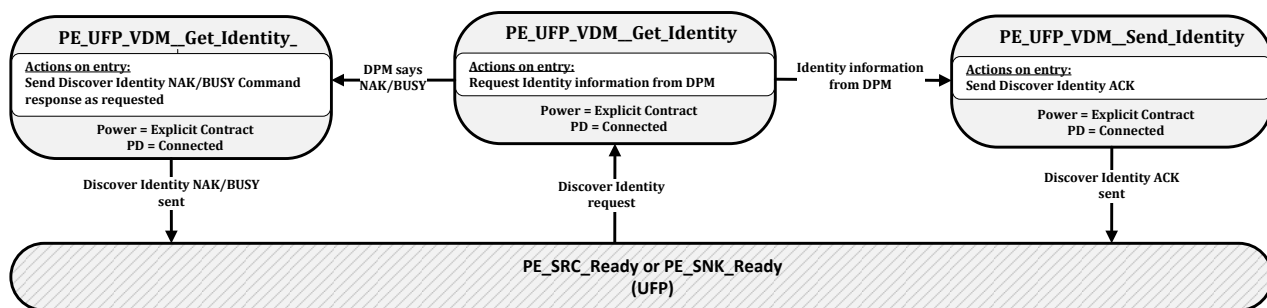 PE_UFP_VDM__Get_Identity_
Actions on entry:
Send Discover Identity NAK/BUSY Command
response as requested
Power = Explicit Contract
PD = Connected
DPM says
NAK/BUSY
PE_UFP_VDM__Get_Identity
Actions on entry:
Request Identity information from DPM
Power = Explicit Contract
PD = Connected
Identity information
from DPM
PE_UFP_VDM__Send_Identity
Actions on entry:
Send Discover Identity ACK
Power = Explicit Contract
PD = Connected
Discover Identity NAK/BUSY
sent
Discover Identity
request
Discover Identity ACK
sent
PE_SRC_Ready or PE_SNK_Ready
(UFP)